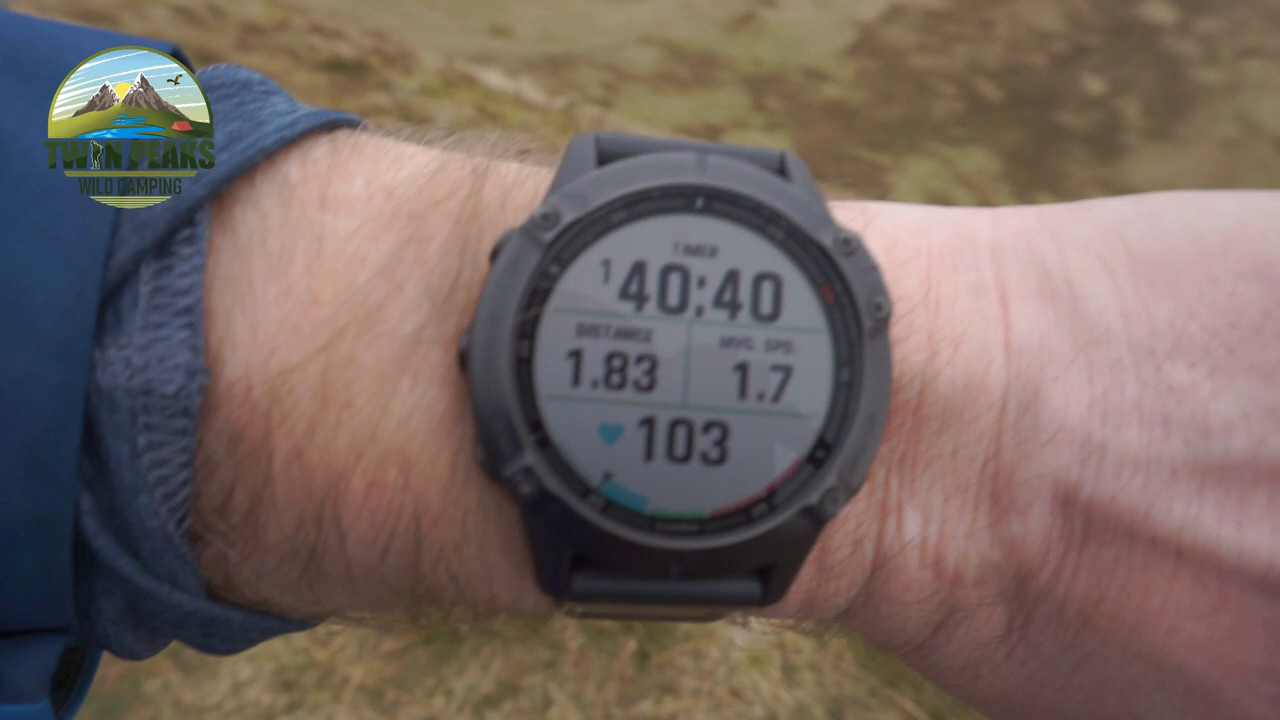 TWIN PEAKS
WILD CAMPING
TIMER
1 40:40
DISTANCE
AVG. SPD.
1.83
1.7
103